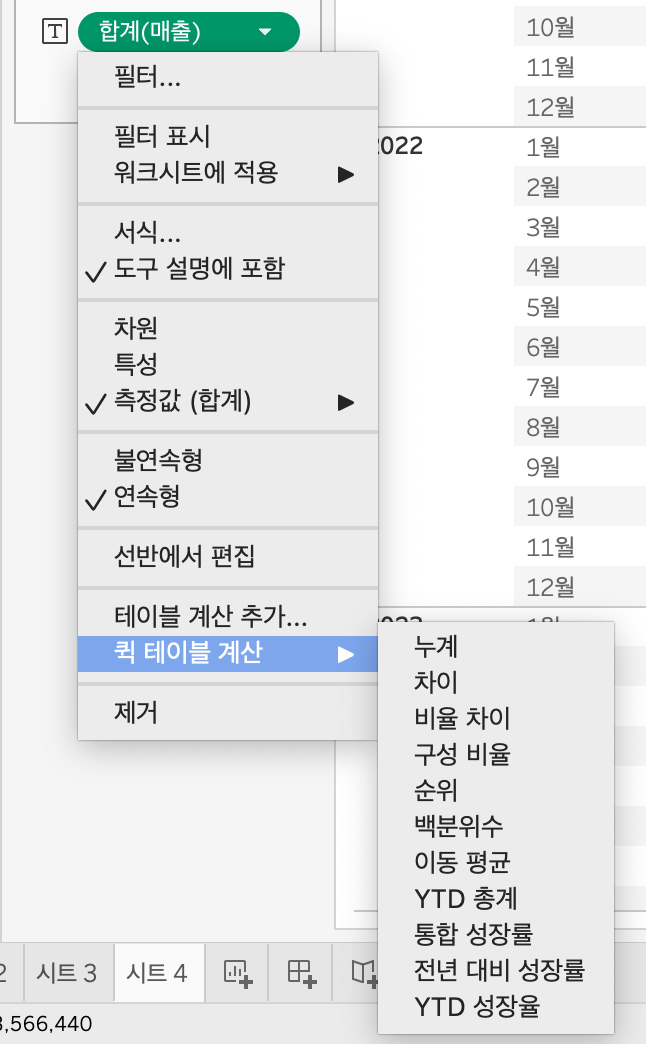 T 합계(매출)
필터...
필터 표시
워크시트에 적용
서식...
도구 설명에 포함
차원
특성
측정값 (합계)
불연속형
연속형
선반에서 편집
테이블 계산 추가...
퀵 테이블 계산
제거
누계
차이
비율 차이
구성 비율
순위
백분위수
이동 평균
YTD 총계
통합 성장률
전년 대비 성장률
YTD 성장율
10월
11월
12월
2022
1월
2월
3월
4월
5월
6월
7월
8월
9월
10월
11월
12월
2 시트 3 시트 4
3,566,440